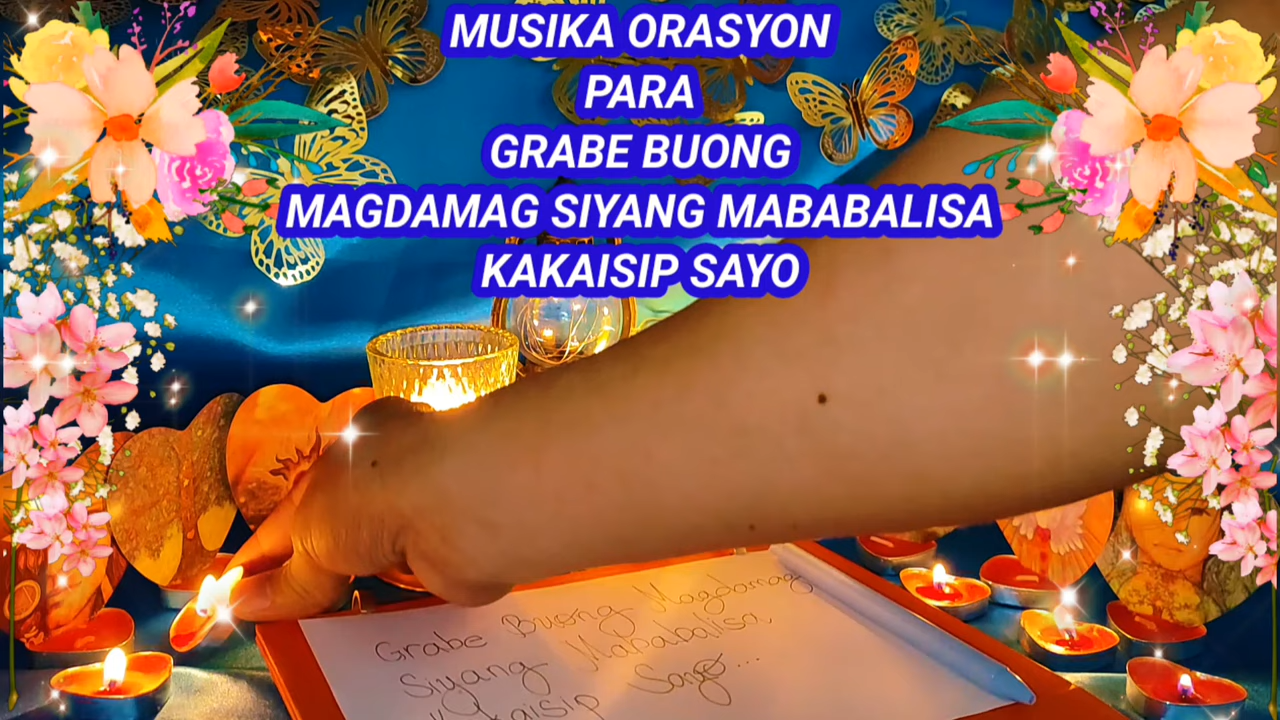 MUSIKA ORASYON
PARA
GRABE BUONG
MAGDAMAG SIYANG MABABALISA
KAKAISIP SAYO
Grabe Buong Magdamag
Siyang Mababalisa
Sayo...